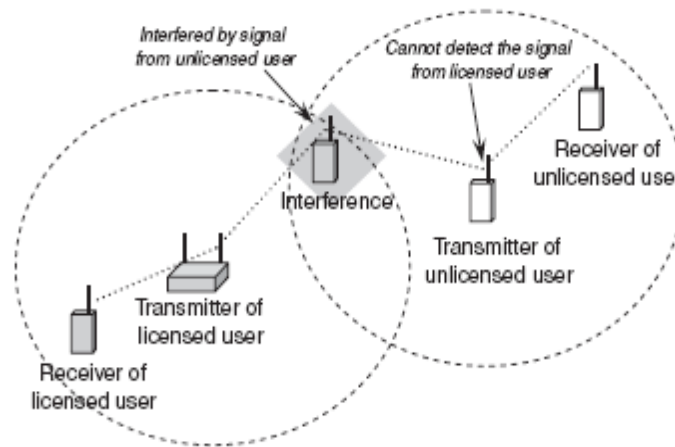 Interfered by signal
from unlicensed user
Cannot detect the signal
from licensed user
Receiver of
unlicensed user
Interference
Transmitter of
unlicensed user
Transmitter of
licensed user
Receiver of
licensed user